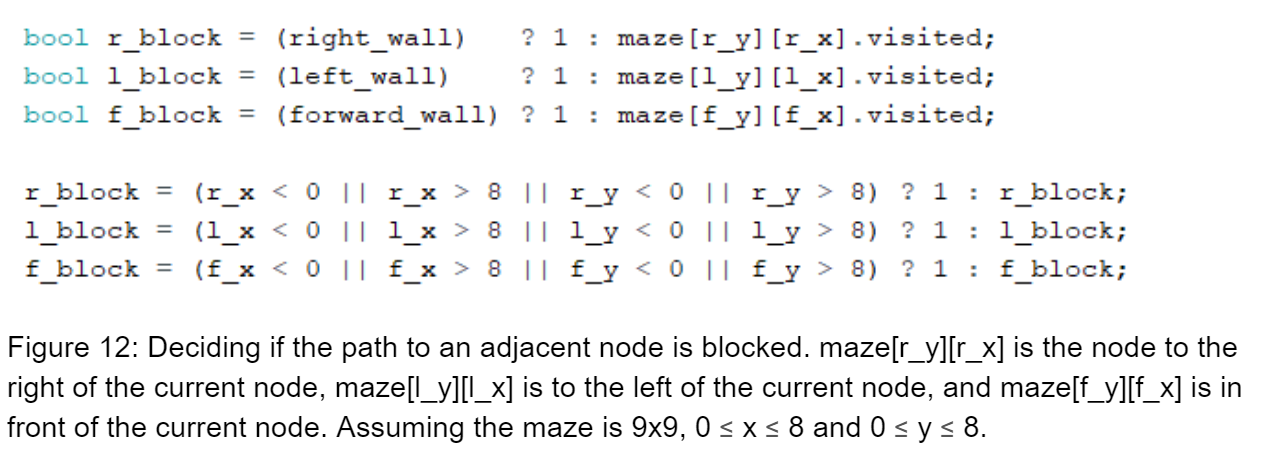 bool r_block = (right_wall)   ? 1 : maze[r_y][r_x].visited;
bool l_block = (left_wall)    ? 1 : maze[l_y][l_x].visited;
bool f_block = (forward_wall) ? 1 : maze[f_y][f_x].visited;
r_block = (r_x < 0 || r_x > 8 || r_y < 0 || r_y > 8) ? 1 : r_block;
l_block = (l_x < 0 || l_x > 8 || l_y < 0 || l_y > 8) ? 1 : l_block;
f_block = (f_x < 0 || f_x > 8 || f_y < 0 || f_y > 8) ? 1 : f_block;
Figure 12: Deciding if the path to an adjacent node is blocked. maze[r_y][r_x] is the node to the
right of the current node, maze[l_y][l_x] is to the left of the current node, and maze[f_y][f_x] is in
front of the current node. Assuming the maze is 9x9, 0 ≤ x ≤ 8 and 0 ≤ y ≤ 8.